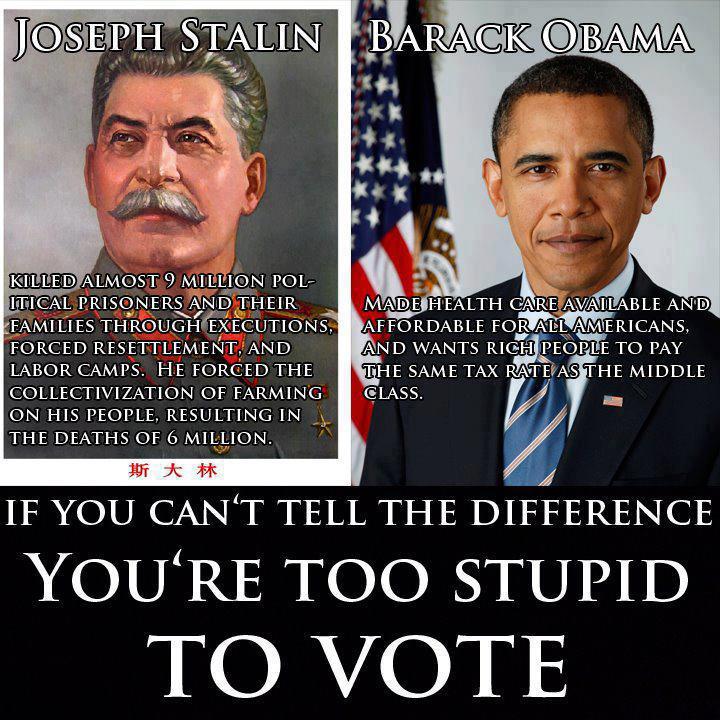 JOSEPH STALIN
KILLED ALMOST 9 MILLION POL-
ITICAL PRISONERS AND THEIR
FAMILIES THROUGH EXECUTIONS,
FORCED RESETTLEMENT, AND
LABOR CAMPS. HE FORCED THE
COLLECTIVIZATION OF FARMING
ON HIS PEOPLE, RESULTING IN
THE DEATHS OF 6 MILLION.
斯大林
BARACK OBAMA
MADE HEALTH CARE AVAILABLE AND
AFFORDABLE FOR ALL AMERICANS,
AND WANTS RICH PEOPLE TO PAY
THE SAME TAX RATE AS THE MIDDLE
CLASS.
IF YOU CAN‘T TELL THE DIFFERENCE
YOU‘RE TOO STUPID
TO VOTE